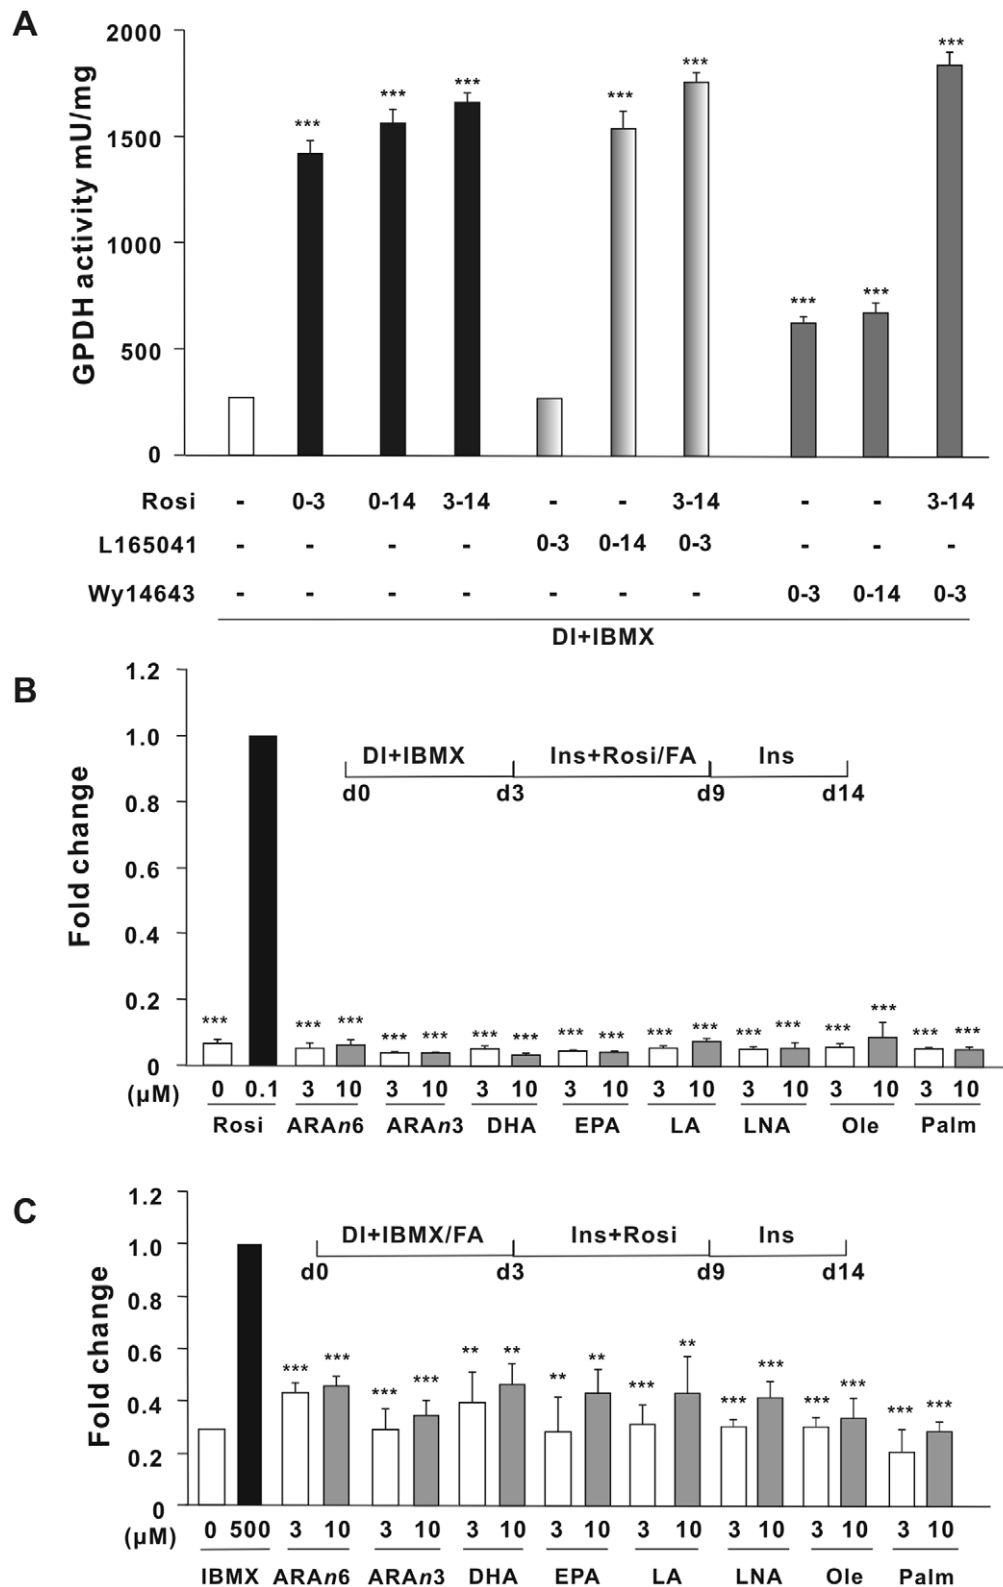 A
2000
1500
1000
500
0
GPDH activity mU/mg
*** *** *** *** *** *** *** ***
Rosi - 0-3 0-14 3-14 - - 3-14 - - 3-14
L165041 - - - - 0-3 0-14 0-3 - - -
Wy14643 - - - - - - - 0-3 0-14 0-3
DI+IBMX
B
1.2
1.0
0.8
0.6
0.4
0.2
0
Fold change
DI+IBMX Ins+Rosi/FA Ins
d0 d3 d9 d14
*** *** *** *** *** *** *** *** *** *** *** *** *** *** *** *** ***
(µM) 0 0.1 3 10 3 10 3 10 3 10 3 10 3 10 3 10 3 10
Rosi ARAn6 ARAn3 DHA EPA LA LNA Ole Palm
C
1.2
1.0
0.8
0.6
0.4
0.2
0
Fold change
DI+IBMX/FA Ins+Rosi Ins
d0 d3 d9 d14
*** *** *** *** ** ** ** ** *** ** *** *** *** *** *** ***
(µM) 0 500 3 10 3 10 3 10 3 10 3 10 3 10 3 10 3 10
IBMX ARAn6 ARAn3 DHA EPA LA LNA Ole Palm